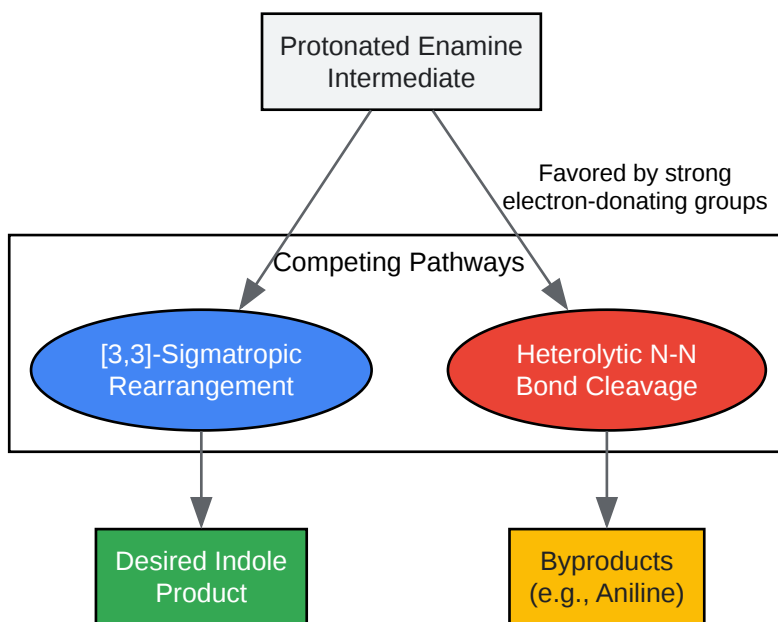 Protonated Enamine
Intermediate
Favored by strong
electron-donating groups
Competing Pathways
[3,3]-Sigmatropic
Rearrangement
Heterolytic N-N
Bond Cleavage
Desired Indole
Product
Byproducts
(e.g., Aniline)